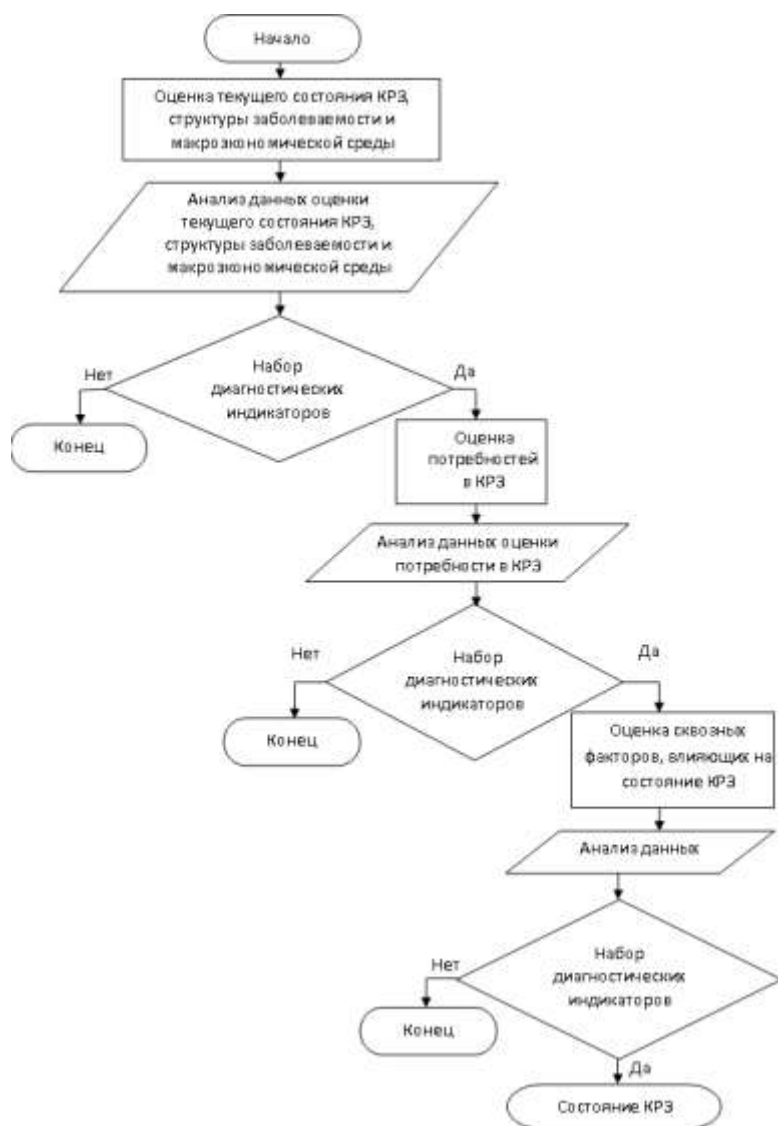 Начало
Оценка текущего состояния КРЗ,
структуры заболеваемости и
макроэкономической среды
Анализ данных оценки
текущего состояния КРЗ,
структуры заболеваемости и
макроэкономической среды
Набор
диагностических
индикаторов
Нет
Да
Конец
Оценка
потребностей
в КРЗ
Анализ данных оценки
потребности в КРЗ
Набор
диагностических
индикаторов
Нет
Да
Конец
Оценка сквозных
факторов, влияющих на
состояние КРЗ
Анализ данных
Набор
диагностических
индикаторов
Нет
Конец
Да
Состояние КРЗ